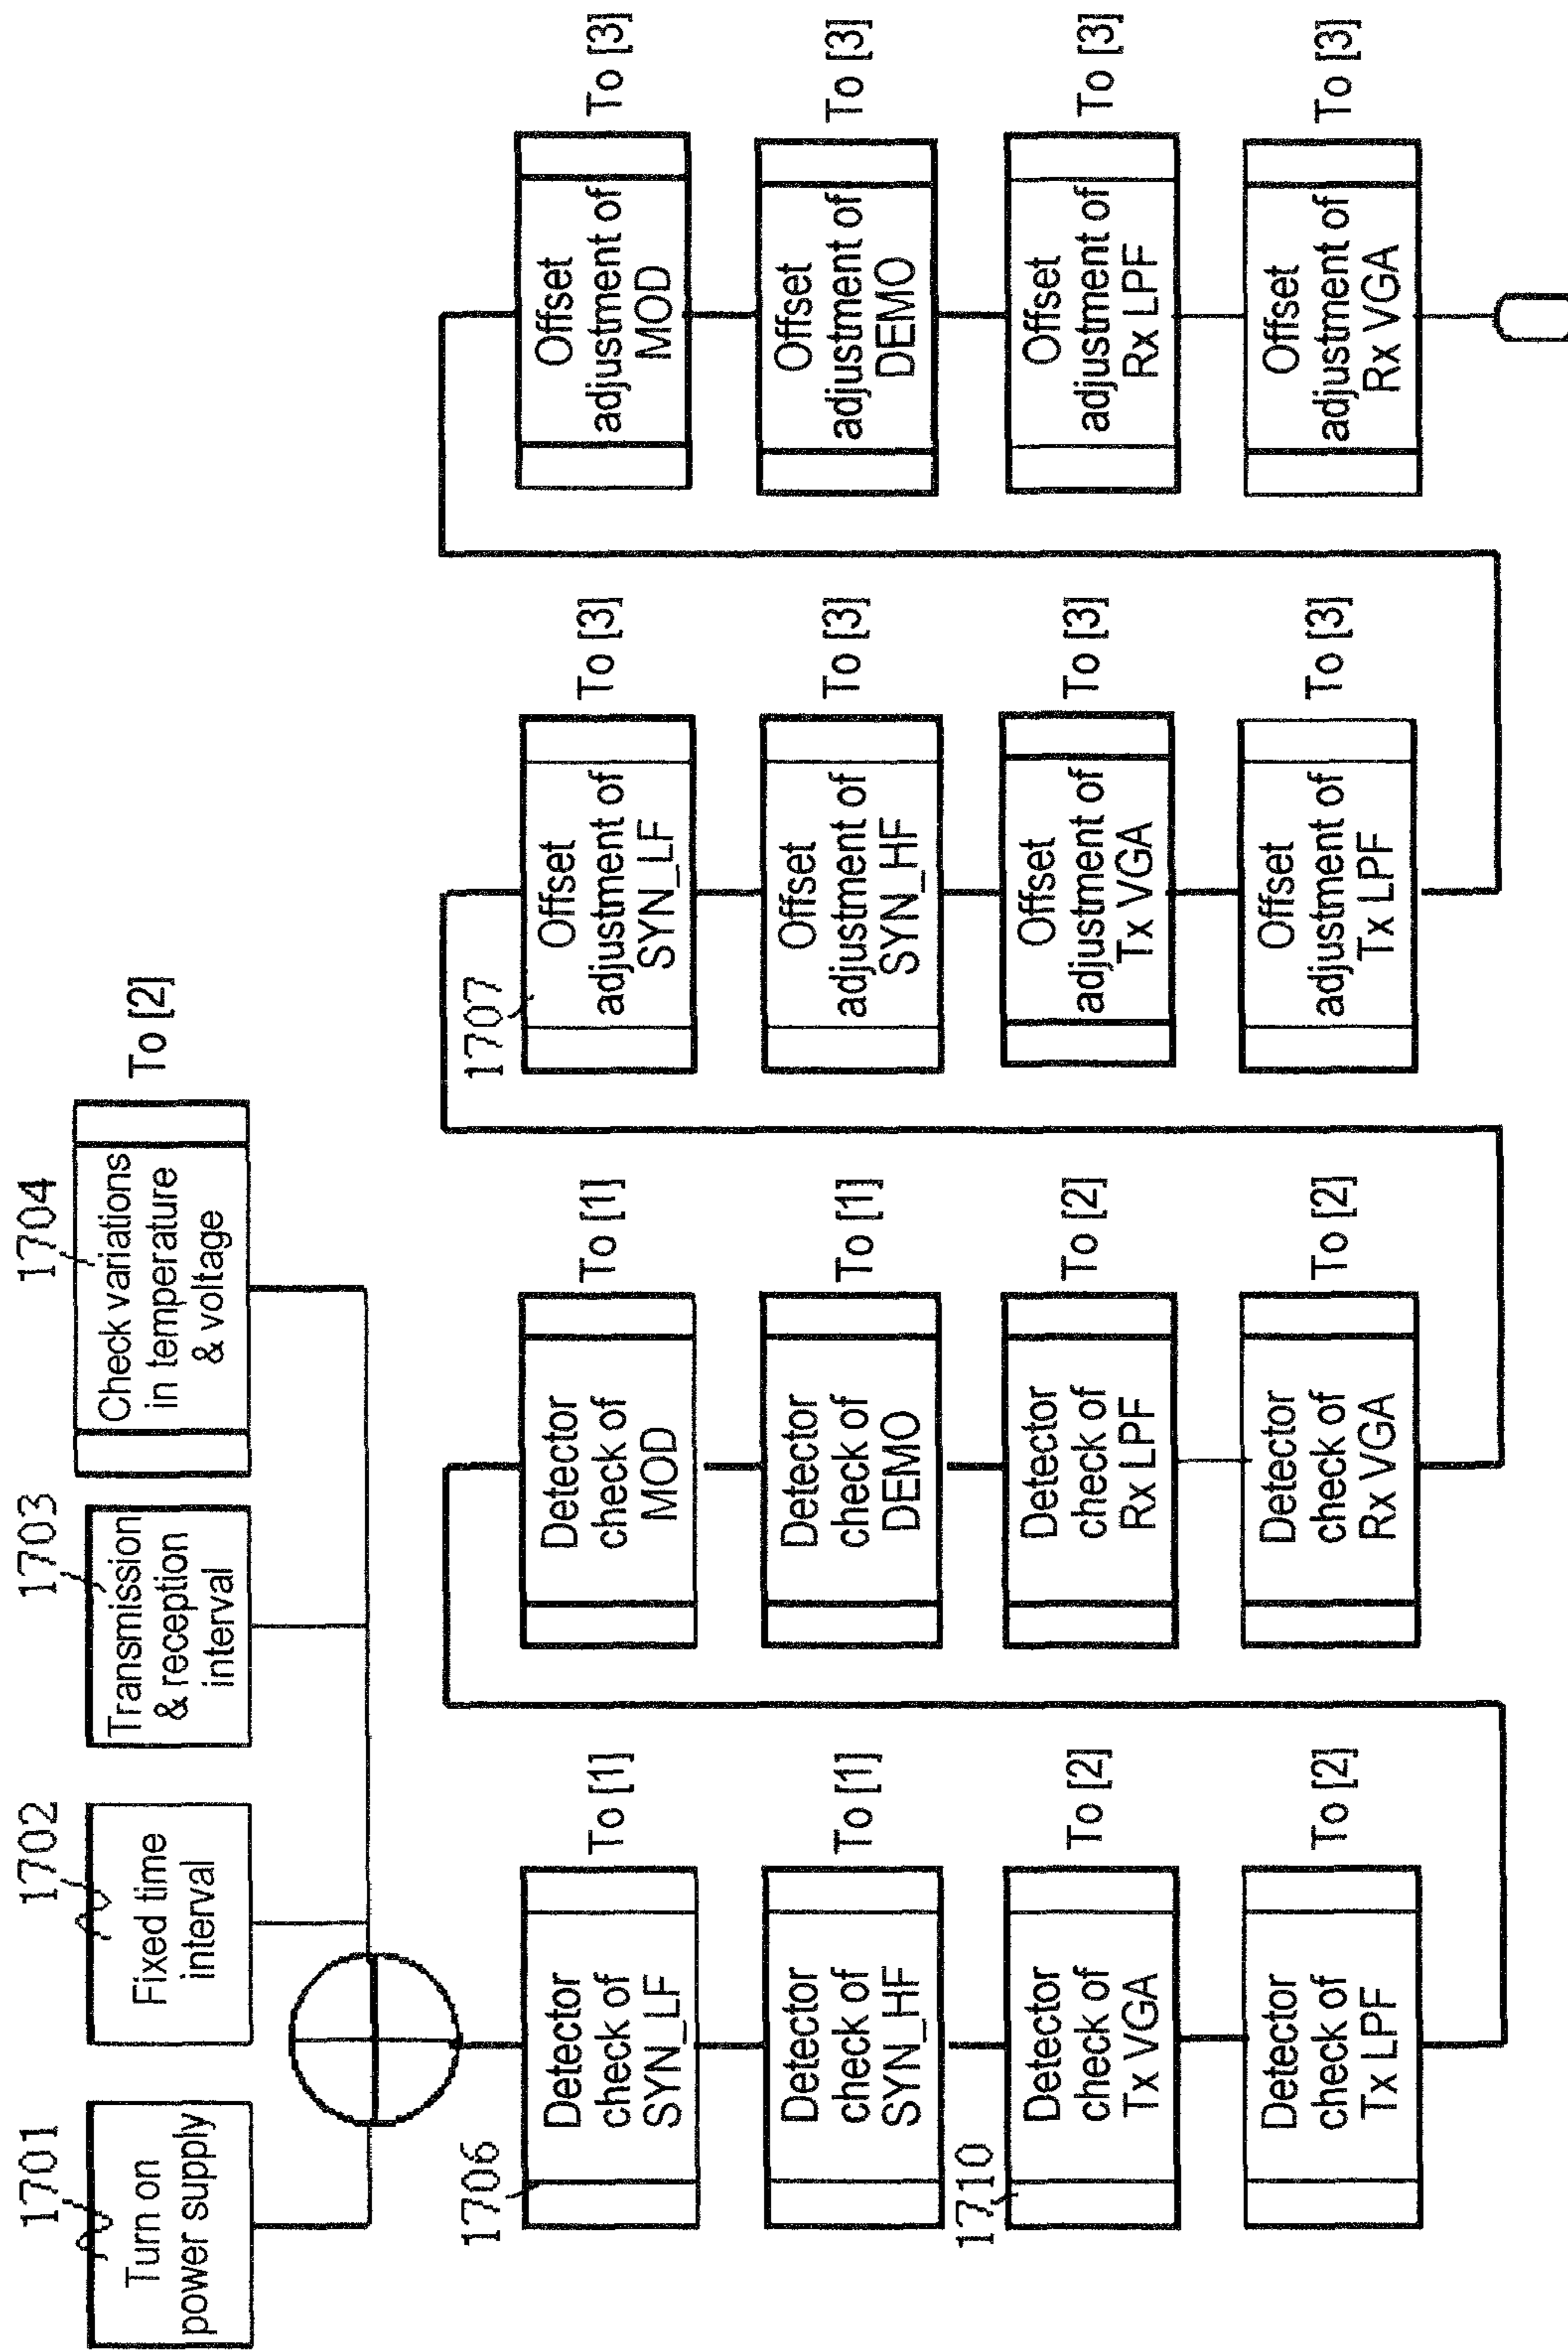 1701
Turn on
power supply
1702
Fixed time
interval
1703
Transmission
& reception
interval
1704
Check variations
in temperature
& voltage
To [2]
1706
Detector
check of
SYN_LF
To [1]
Detector
check of
SYN_HF
To [1]
1710
Detector
check of
Tx VGA
To [2]
Detector
check of
Tx LPF
To [2]
Detector
check of
MOD
To [1]
Detector
check of
DEMO
To [1]
Detector
check of
Rx LPF
To [2]
Detector
check of
Rx VGA
To [2]
1707
Offset
adjustment of
SYN_LF
To [3]
Offset
adjustment of
SYN_HF
To [3]
Offset
adjustment of
Tx VGA
To [3]
Offset
adjustment of
Tx LPF
To [3]
Offset
adjustment of
MOD
To [3]
Offset
adjustment of
DEMO
To [3]
Offset
adjustment of
Rx LPF
To [3]
Offset
adjustment of
Rx VGA
To [3]